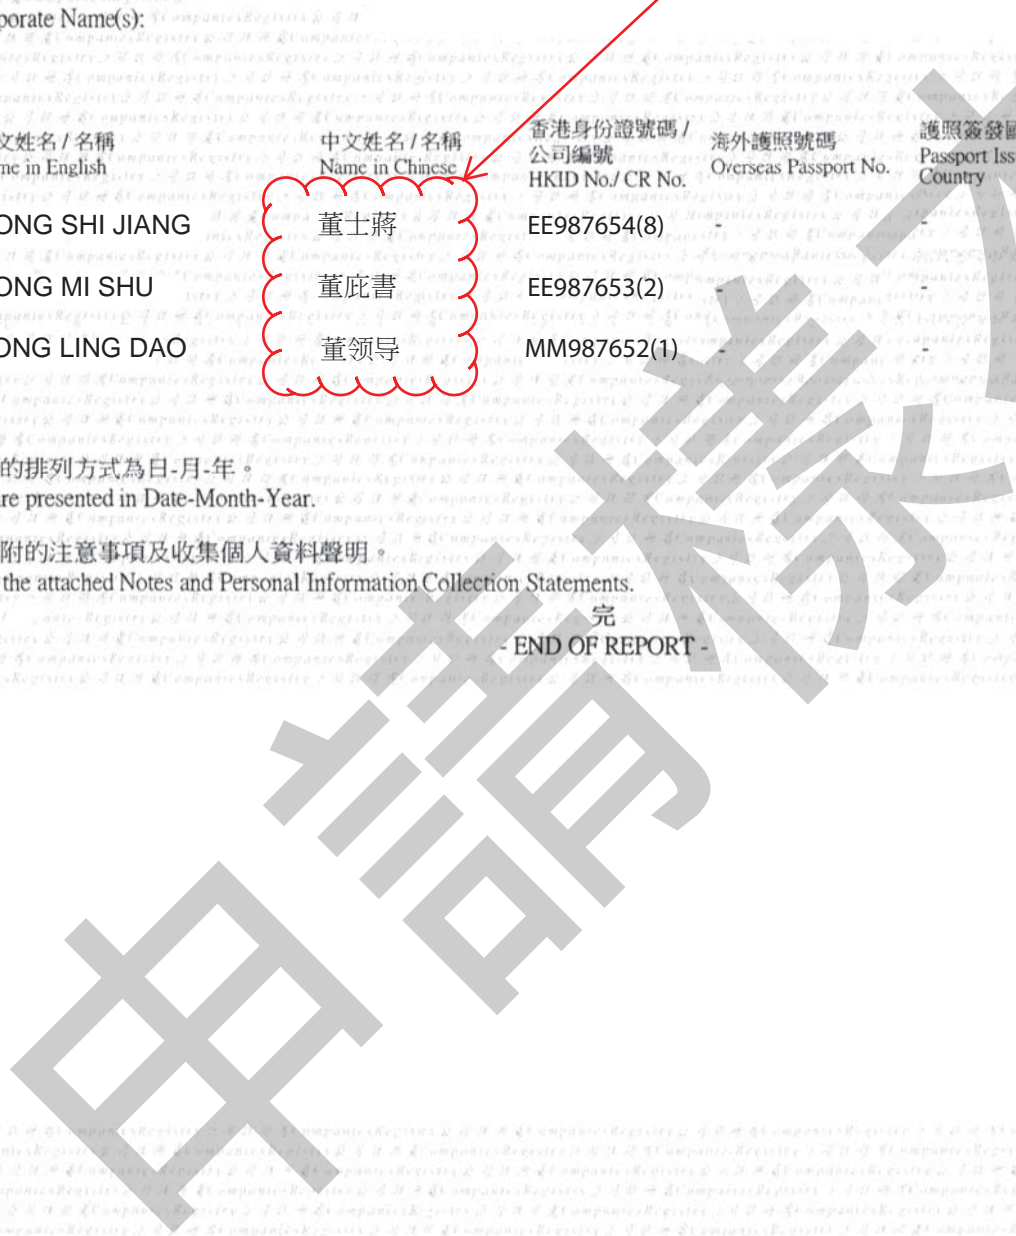 porate Name(s):
文姓名 / 名稱 中文姓名 / 名稱 香港身份證號碼 / 海外護照號碼 護照簽發國
me in English Name in Chinese 公司編號 Overseas Passport No. Passport Iss
HKID No./ CR No. Country
ONG SHI JIANG 董士蔣 EE987654(8) - -
ONG MI SHU 董庇書 EE987653(2) - -
ONG LING DAO 董领导 MM987652(1) - -
的排列方式為日-月-年。
re presented in Date-Month-Year.
附的注意事項及收集個人資料聲明。
the attached Notes and Personal Information Collection Statements.
完
- END OF REPORT -
申請樣本